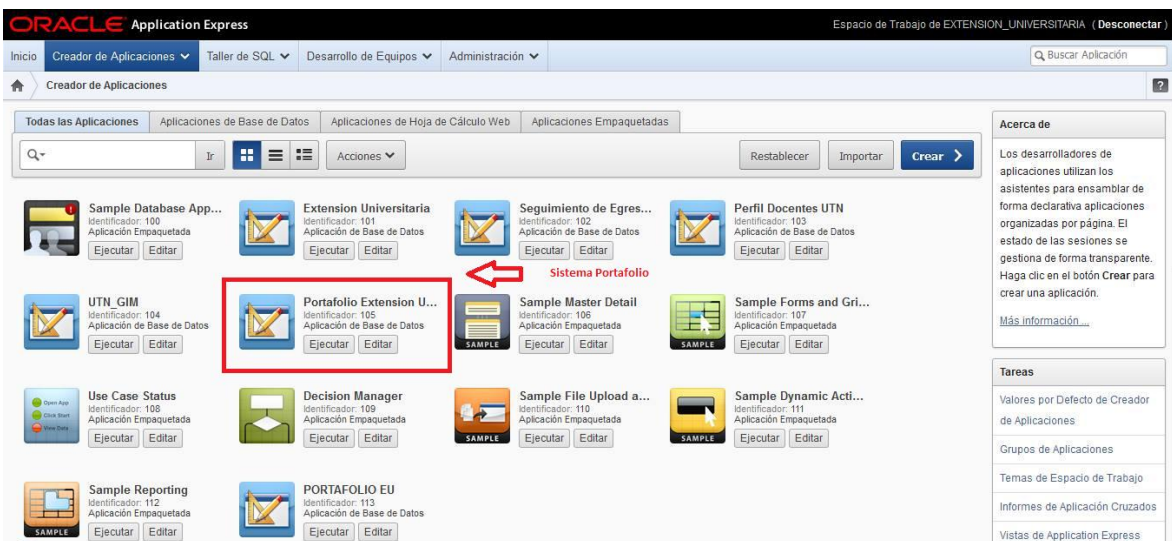 ORACLE Application Express
Espacio de Trabajo de EXTENSION_UNIVERSITARIA ( Desconectar )
Inicio Creador de Aplicaciones Taller de SQL Desarrollo de Equipos Administración
Buscar Aplicación
Creador de Aplicaciones
?
Todas las Aplicaciones Aplicaciones de Base de Datos Aplicaciones de Hoja de Cálculo Web Aplicaciones Empaquetadas
Ir Acciones Restablecer Importar Crear
Sample Database App...
Identificador: 100
Aplicación Empaquetada
Ejecutar Editar
Extension Universitaria
Identificador: 101
Aplicación de Base de Datos
Ejecutar Editar
Seguimiento de Egres...
Identificador: 102
Aplicación de Base de Datos
Ejecutar Editar
Perfil Docentes UTN
Identificador: 103
Aplicación de Base de Datos
Ejecutar Editar
Sistema Portafolio
UTN_GIM
Identificador: 104
Aplicación de Base de Datos
Ejecutar Editar
Portafolio Extension U...
Identificador: 105
Aplicación de Base de Datos
Ejecutar Editar
SAMPLE
Sample Master Detail
Identificador: 106
Aplicación Empaquetada
Ejecutar Editar
SAMPLE
Sample Forms and Gri...
Identificador: 107
Aplicación Empaquetada
Ejecutar Editar
Open App
Click Start
View Data
Use Case Status
Identificador: 108
Aplicación Empaquetada
Ejecutar Editar
Decision Manager
Identificador: 109
Aplicación Empaquetada
Ejecutar Editar
SAMPLE
Sample File Upload a...
Identificador: 110
Aplicación Empaquetada
Ejecutar Editar
SAMPLE
Sample Dynamic Acti...
Identificador: 111
Aplicación Empaquetada
Ejecutar Editar
SAMPLE
Sample Reporting
Identificador: 112
Aplicación Empaquetada
Ejecutar Editar
PORTAFOLIO EU
Identificador: 113
Aplicación de Base de Datos
Ejecutar Editar
Acerca de
Los desarrolladores de
aplicaciones utilizan los
asistentes para ensamblar de
forma declarativa aplicaciones
organizadas por página. El
estado de las sesiones se
gestiona de forma transparente.
Haga clic en el botón Crear para
crear una aplicación.
Más información ...
Tareas
Valores por Defecto de Creador
de Aplicaciones
Grupos de Aplicaciones
Temas de Espacio de Trabajo
Informes de Aplicación Cruzados
Vistas de Application Express